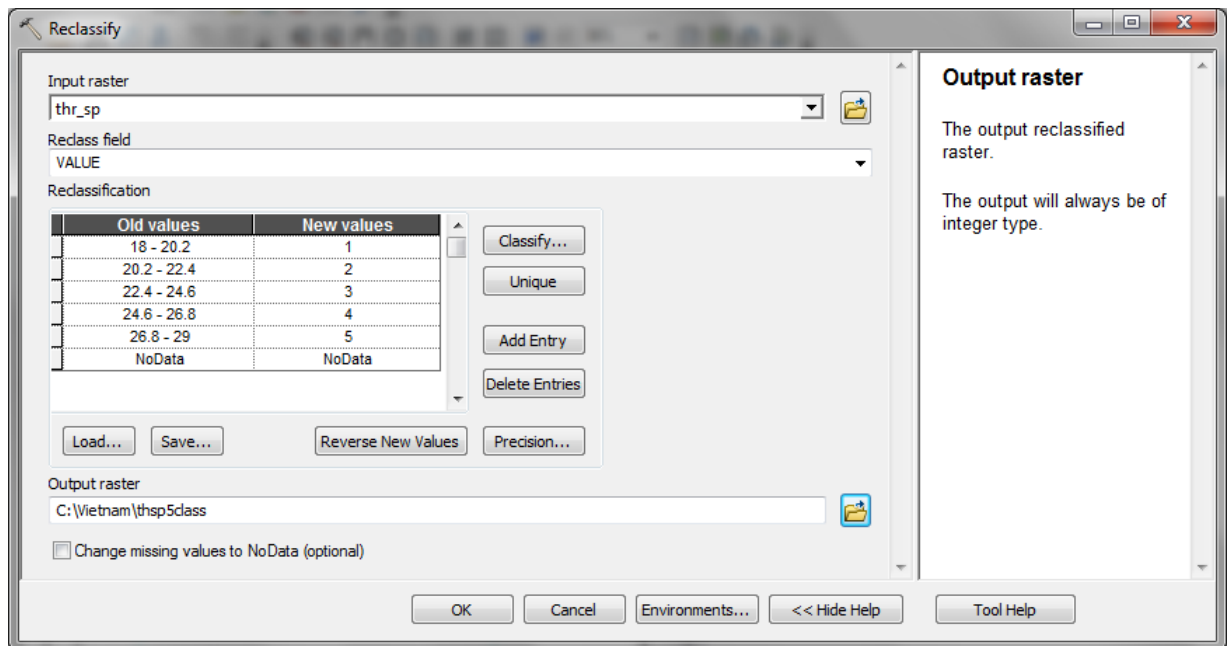 Reclassify
Input raster
thr_sp
Reclass field
VALUE
Reclassification
Old values New values
18 - 20.2 1
20.2 - 22.4 2
22.4 - 24.6 3
24.6 - 26.8 4
26.8 - 29 5
NoData NoData
Classify...
Unique
Add Entry
Delete Entries
Load... Save... Reverse New Values Precision...
Output raster
C:\Vietnam\thsp5class
Change missing values to NoData (optional)
OK Cancel Environments... << Hide Help Tool Help
Output raster
The output reclassified
raster.
The output will always be of
integer type.